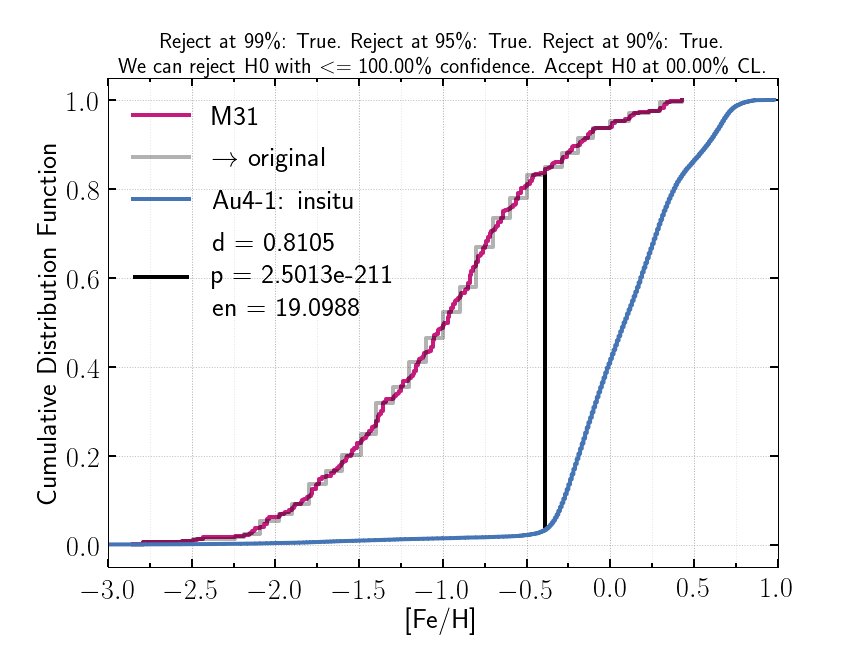 Reject at 99%: True. Reject at 95%: True. Reject at 90%: True.
We can reject H0 with <= 100.00% confidence. Accept H0 at 00.00% CL.
M31
→ original
Au4-1: insitu
d = 0.8105
p = 2.5013e-211
en = 19.0988
Cumulative Distribution Function
1.0
0.8
0.6
0.4
0.2
0.0
−3.0 −2.5 −2.0 −1.5 −1.0 −0.5 0.0 0.5 1.0
[Fe/H]